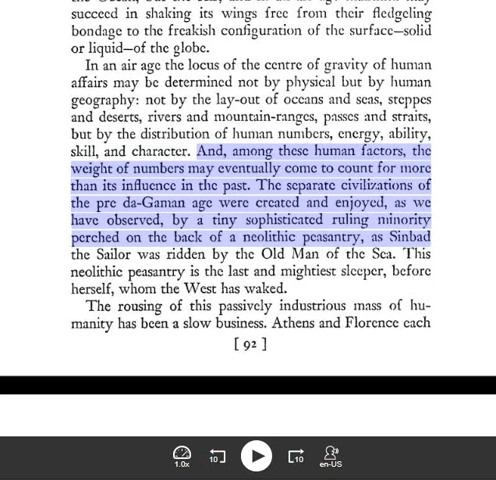 succeed in shaking its wings free from their fledgeling
bondage to the freakish configuration of the surface—solid
or liquid—of the globe.
In an air age the locus of the centre of gravity of human
affairs may be determined not by physical but by human
geography: not by the lay-out of oceans and seas, steppes
and deserts, rivers and mountain-ranges, passes and straits,
but by the distribution of human numbers, energy, ability,
skill, and character. And, among these human factors, the
weight of numbers may eventually come to count for more
than its influence in the past. The separate civilizations of
the pre da-Gaman age were created and enjoyed, as we
have observed, by a tiny sophisticated ruling minority
perched on the back of a neolithic peasantry, as Sinbad
the Sailor was ridden by the Old Man of the Sea. This
neolithic peasantry is the last and mightiest sleeper, before
herself, whom the West has waked.
The rousing of this passively industrious mass of hu-
manity has been a slow business. Athens and Florence each
[ 92 ]
1.0x
10
10
en-US